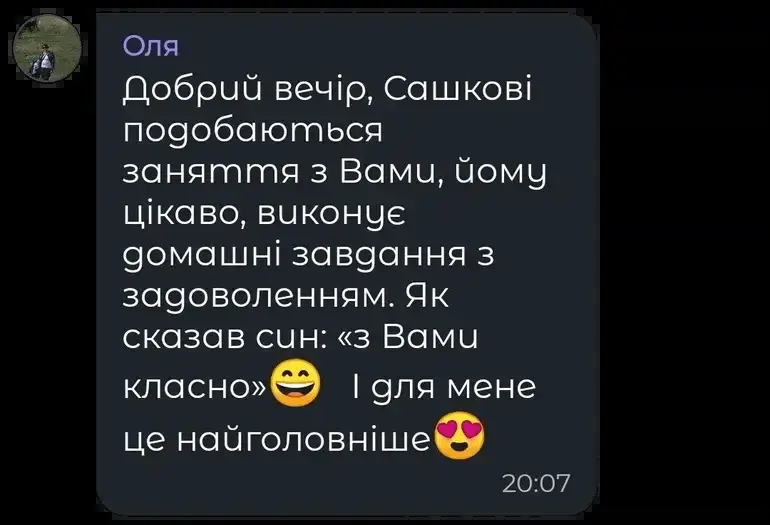 Оля
Добрий вечір, Сашкові
подобаються
заняття з Вами, йому
цікаво, виконує
домашні завдання з
задоволенням. Як
сказав син: «з Вами
класно»😄 І для мене
це найголовніше😍
20:07